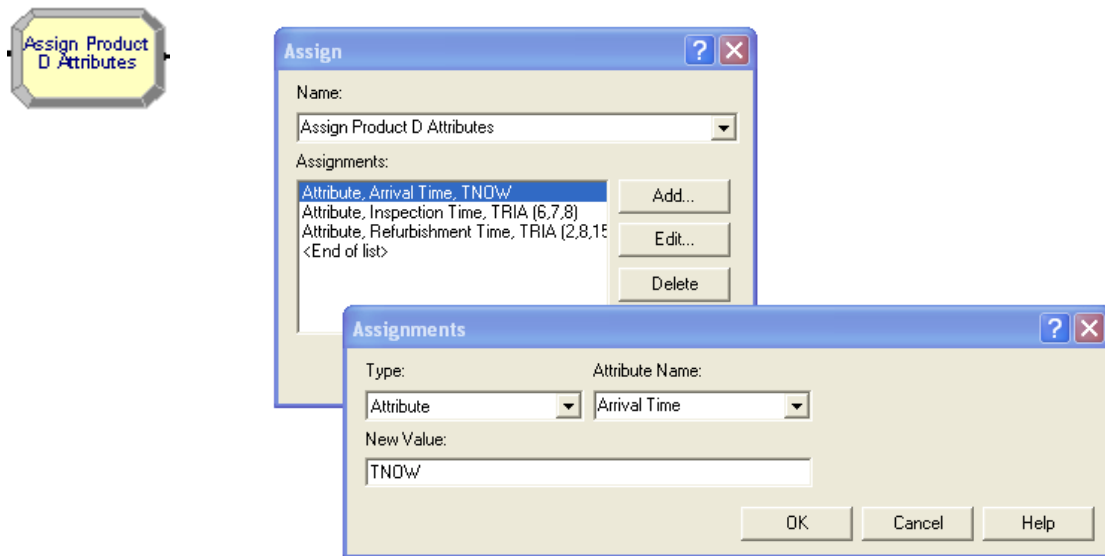 Assign Product
D Attributes
Assign
Name:
Assign Product D Attributes
Assignments:
Attribute, Arrival Time, TNOW
Attribute, Inspection Time, TRIA (6,7,8)
Attribute, Refurbishment Time, TRIA (2,8,15
<End of list>
Add...
Edit...
Delete
Assignments
Type:
Attribute Name:
Attribute
Arrival Time
New Value:
TNOW
OK
Cancel
Help